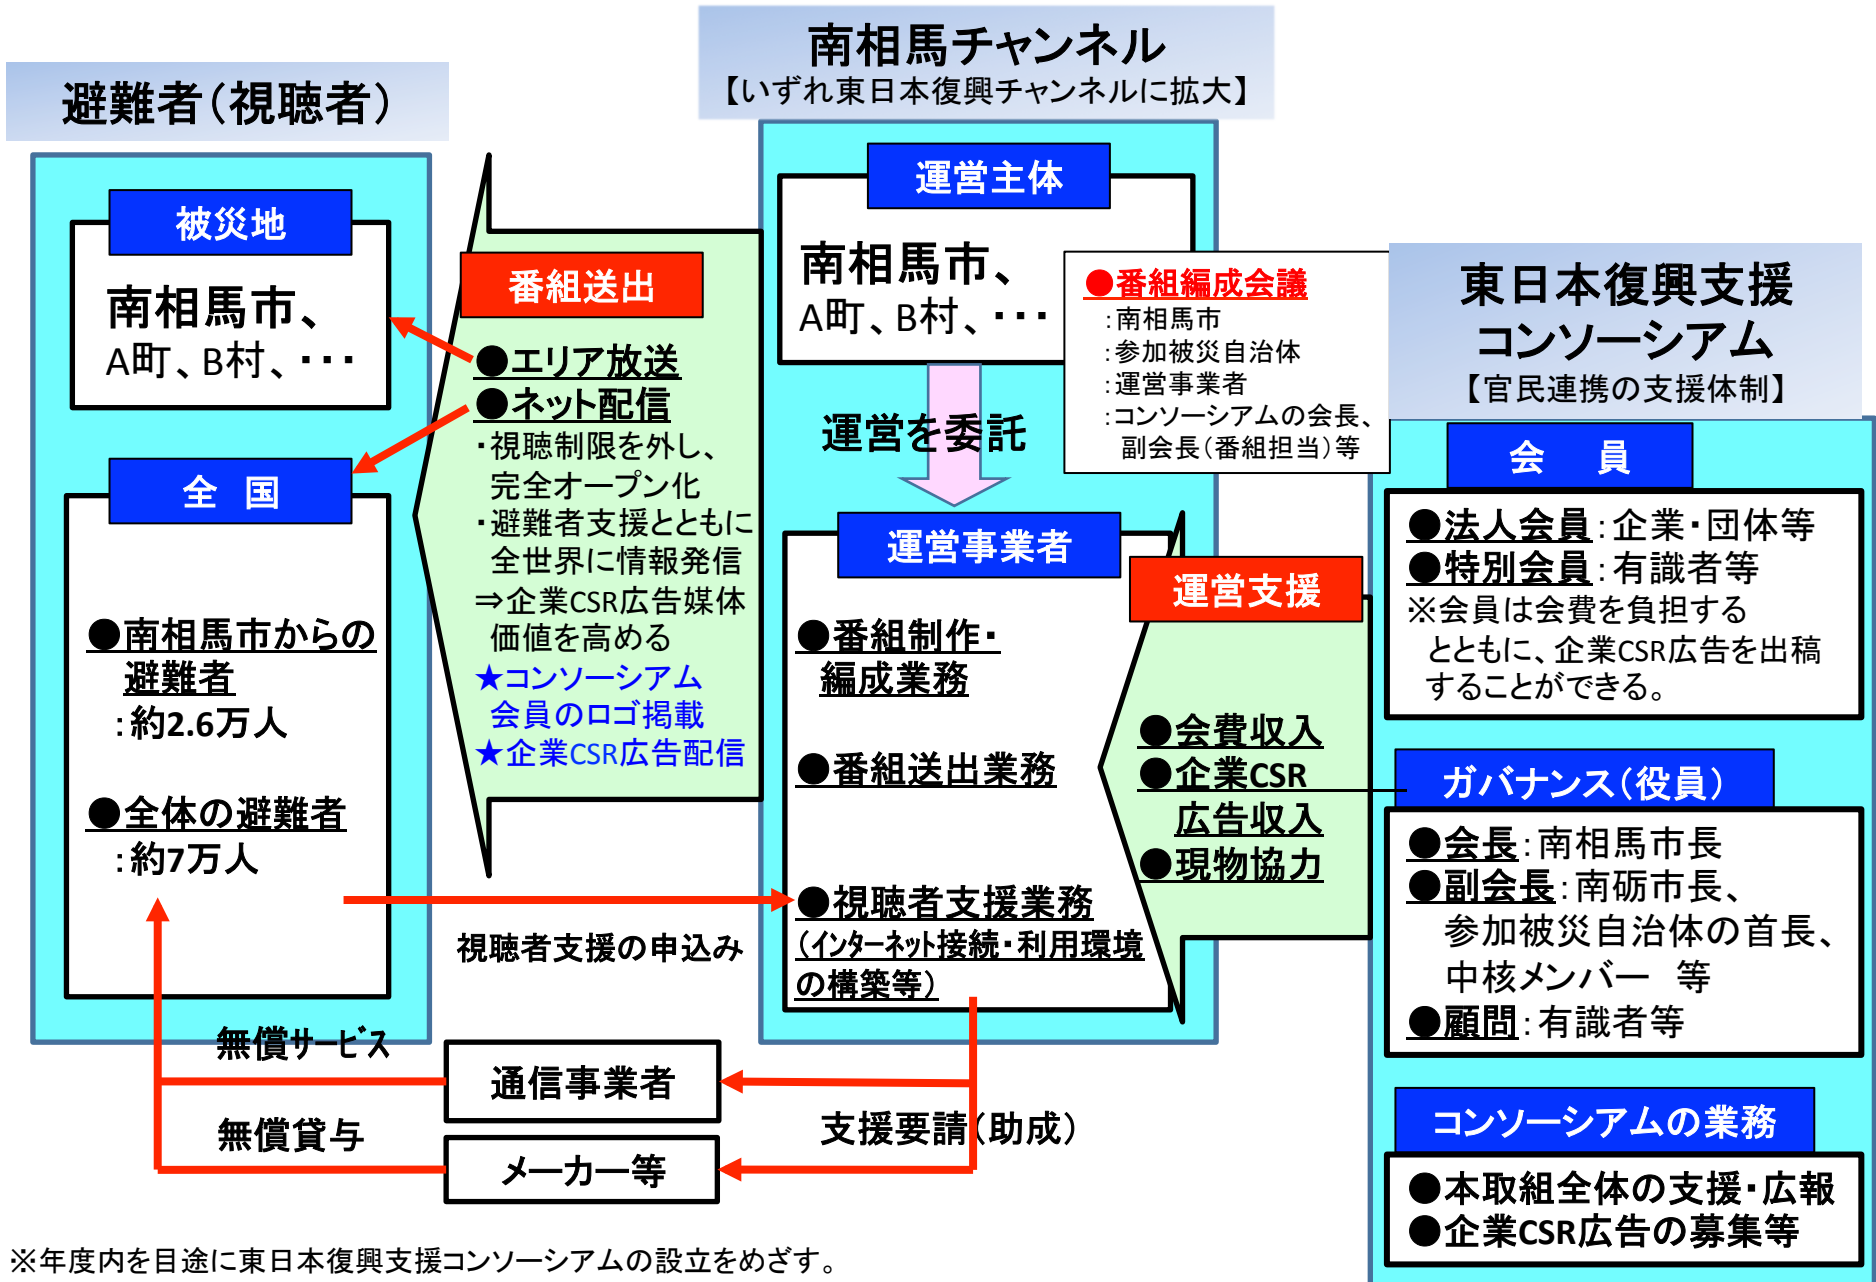 避難者（視聴者）
被災地
南相馬市、
A町、B村、・・・
全　国
●南相馬市からの
避難者
：約2.6万人
●全体の避難者
：約7万人
番組送出
●エリア放送
●ネット配信
・視聴制限を外し、
完全オープン化
・避難者支援とともに
全世界に情報発信
⇒企業CSR広告媒体
価値を高める
★コンソーシアム
会員のロゴ掲載
★企業CSR広告配信
南相馬チャンネル
【いずれ東日本復興チャンネルに拡大】
運営主体
南相馬市、
A町、B村、・・・
●番組編成会議
：南相馬市
：参加被災自治体
：運営事業者
：コンソーシアムの会長、
副会長（番組担当）等
運営を委託
運営事業者
●番組制作・
編成業務
●番組送出業務
●視聴者支援業務
（インターネット接続・利用環境
の構築等）
運営支援
●会費収入
●企業CSR
広告収入
●現物協力
東日本復興支援
コンソーシアム
【官民連携の支援体制】
会　員
●法人会員：企業・団体等
●特別会員：有識者等
※会員は会費を負担する
とともに、企業CSR広告を出稿
することができる。
ガバナンス（役員）
●会長：南相馬市長
●副会長：南砺市長、
参加被災自治体の首長、
中核メンバー　等
●顧問：有識者等
コンソーシアムの業務
●本取組全体の支援・広報
●企業CSR広告の募集等
視聴者支援の申込み
無償サービス
通信事業者
無償貸与
メーカー等
支援要請（助成）
※年度内を目途に東日本復興支援コンソーシアムの設立をめざす。